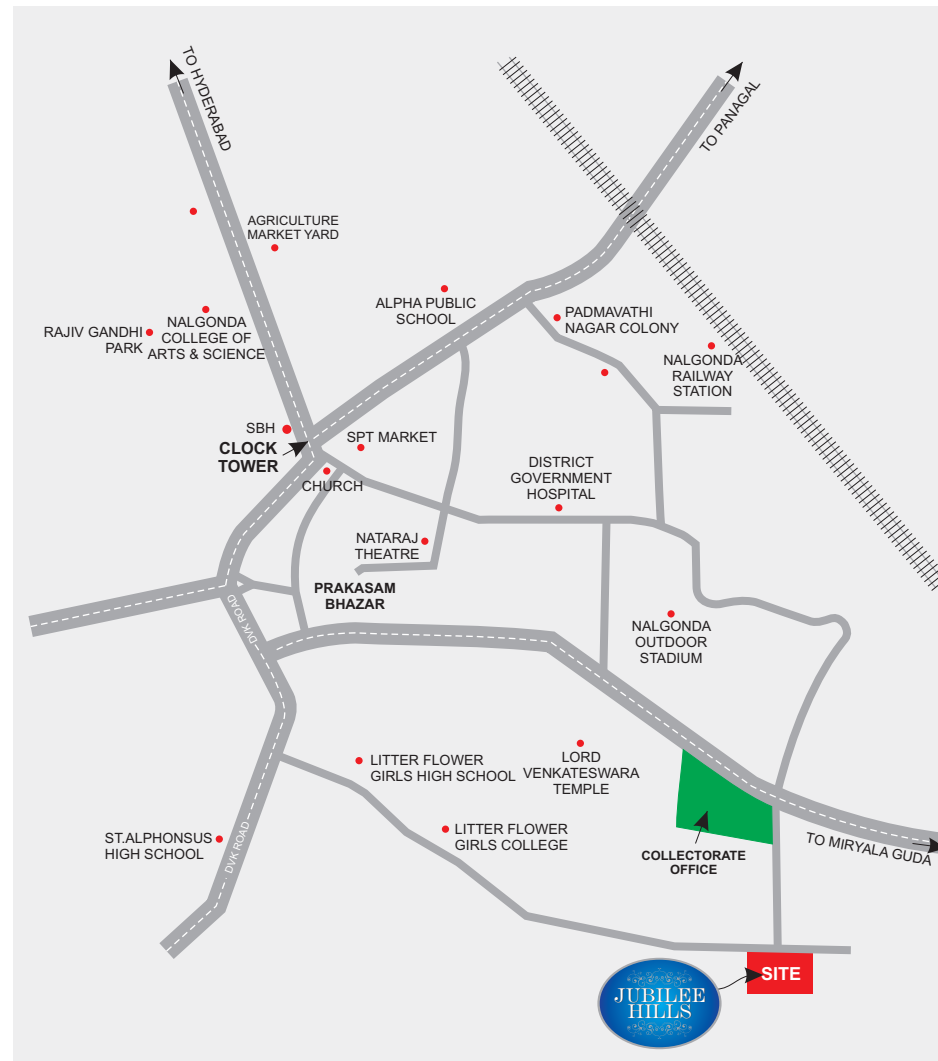 TO HYDERABAD
TO PANAGAL
AGRICULTURE
MARKET YARD
ALPHA PUBLIC
SCHOOL
PADMAVATHI
NAGAR COLONY
RAJIV GANDHI
PARK
NALGONDA
COLLEGE OF
ARTS & SCIENCE
NALGONDA
RAILWAY
STATION
SBH
CLOCK
TOWER
SPT MARKET
CHURCH
DISTRICT
GOVERNMENT
HOSPITAL
NATARAJ
THEATRE
PRAKASAM
BHAZAR
DVK ROAD
NALGONDA
OUTDOOR
STADIUM
LITTER FLOWER
GIRLS HIGH SCHOOL
LORD
VENKATESWARA
TEMPLE
ST.ALPHONSUS
HIGH SCHOOL
DVK ROAD
LITTER FLOWER
GIRLS COLLEGE
COLLECTORATE
OFFICE
TO MIRYALA GUDA
JUBILEE
HILLS
SITE